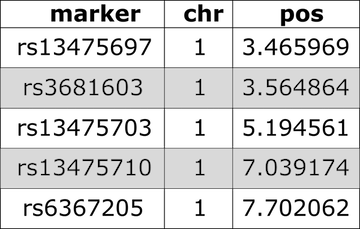 marker chr pos
rs13475697 1 3.465969
rs3681603 1 3.564864
rs13475703 1 5.194561
rs13475710 1 7.039174
rs6367205 1 7.702062